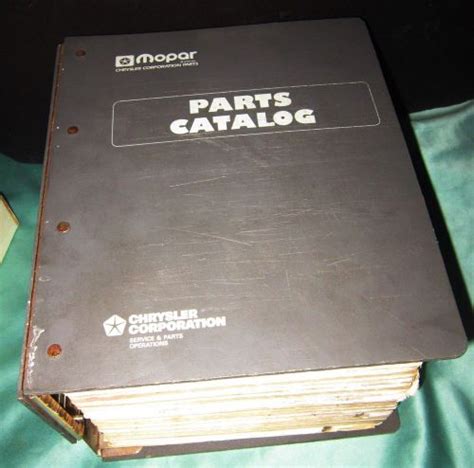 Mopar
CHRYSLER CORPORATION PARTS
PARTS
CATALOG
CHRYSLER
CORPORATION
SERVICE & PARTS
OPERATIONS